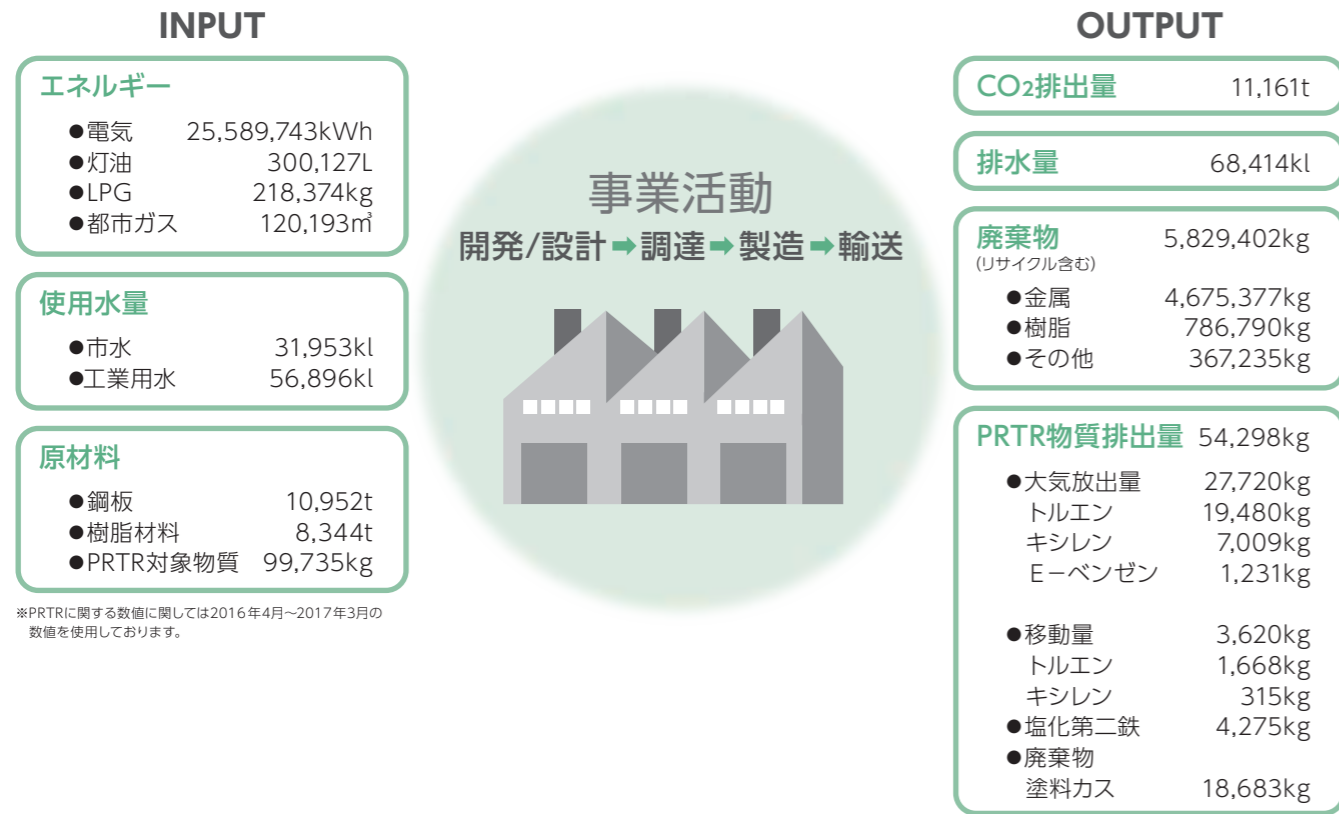 INPUT
エネルギー
●電気 25,589,743kWh
●灯油 300,127L
●LPG 218,374kg
●都市ガス 120,193㎥
使用水量
●市水 31,953kl
●工業用水 56,896kl
原材料
●鋼板 10,952t
●樹脂材料 8,344t
●PRTR対象物質 99,735kg
※PRTRに関する数値に関しては2016年4月～2017年3月の
数値を使用しております。
事業活動
開発/設計➡調達➡製造➡輸送
OUTPUT
CO2排出量 11,161t
排水量 68,414kl
廃棄物 5,829,402kg
(リサイクル含む)
●金属 4,675,377kg
●樹脂 786,790kg
●その他 367,235kg
PRTR物質排出量 54,298kg
●大気放出量 27,720kg
トルエン 19,480kg
キシレン 7,009kg
E－ベンゼン 1,231kg
●移動量 3,620kg
トルエン 1,668kg
キシレン 315kg
●塩化第二鉄 4,275kg
●廃棄物
塗料カス 18,683kg